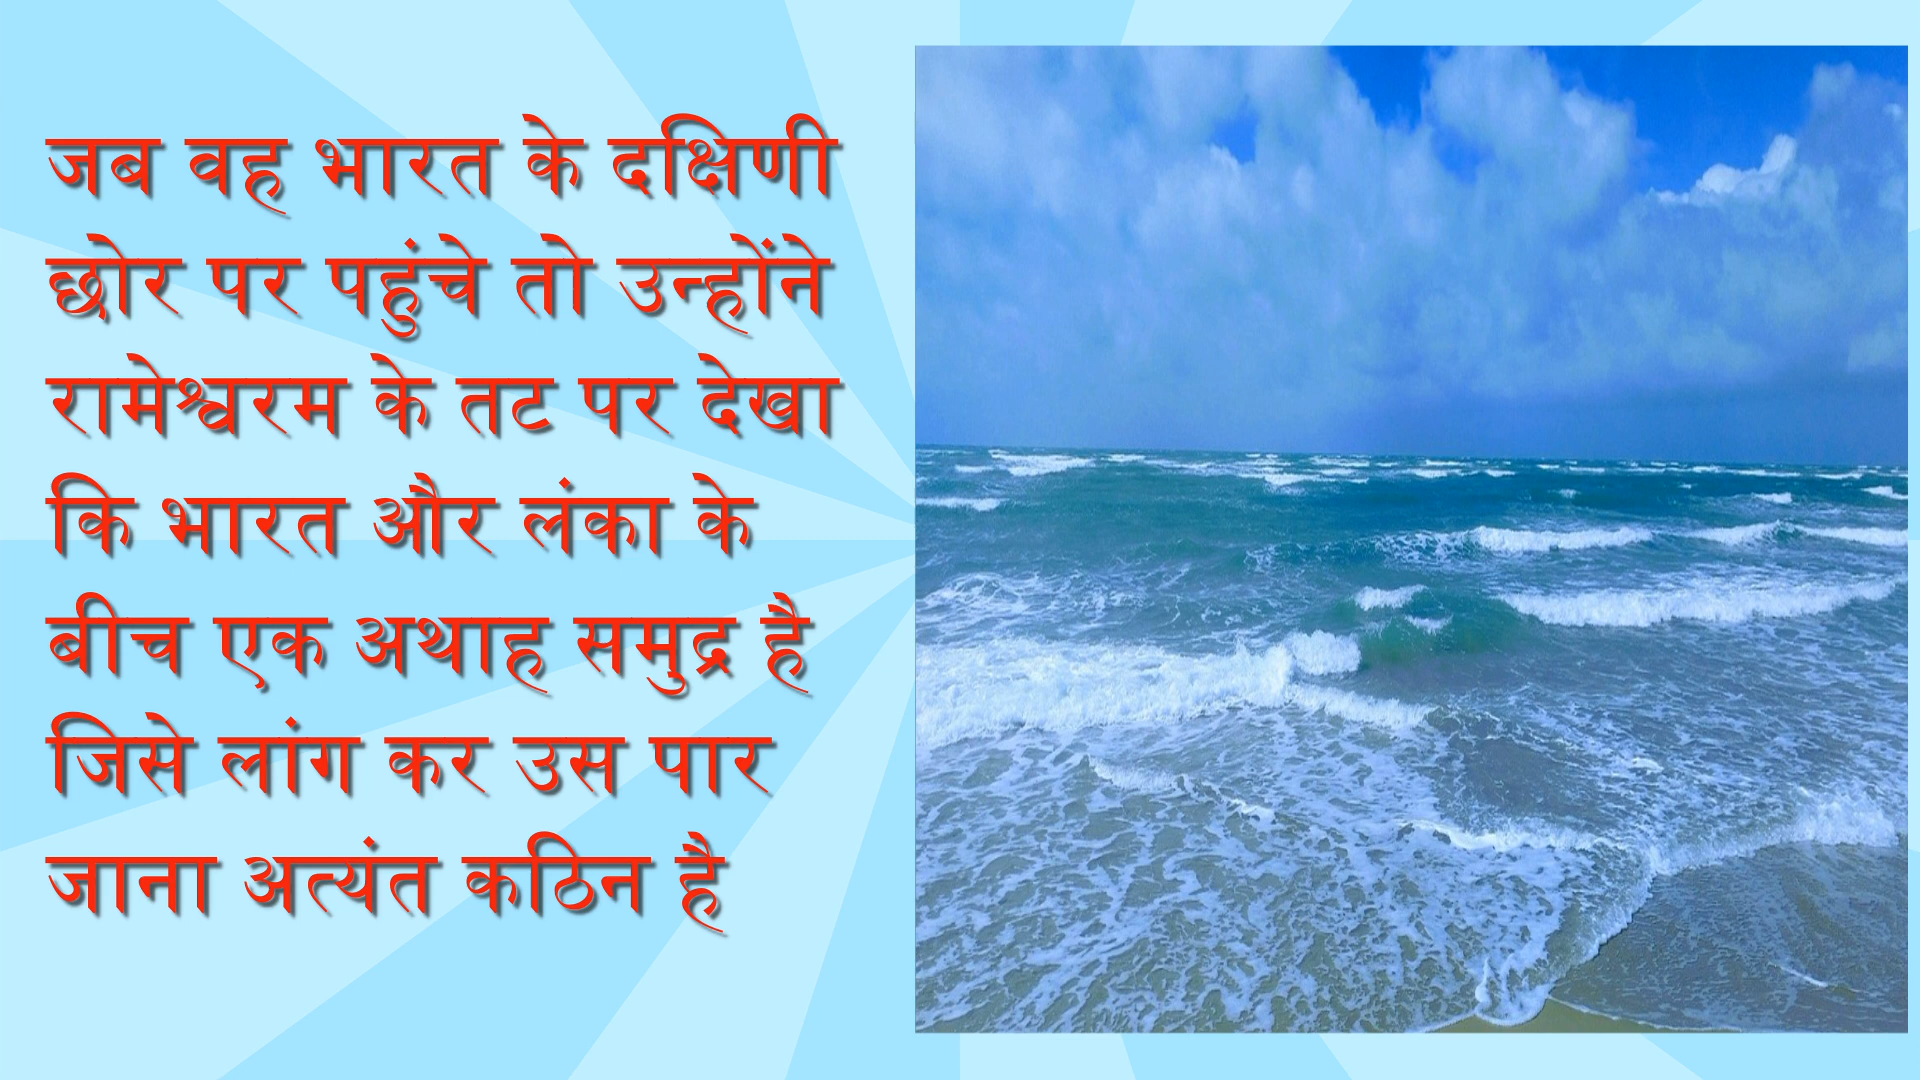 जब वह भारत के दक्षिणी
छोर पर पहुंचे तो उन्होंने
रामेश्वरम के तट पर देखा
कि भारत और लंका के
बीच एक अथाह समुद्र है
जिसे लांग कर उस पार
जाना अत्यंत कठिन है